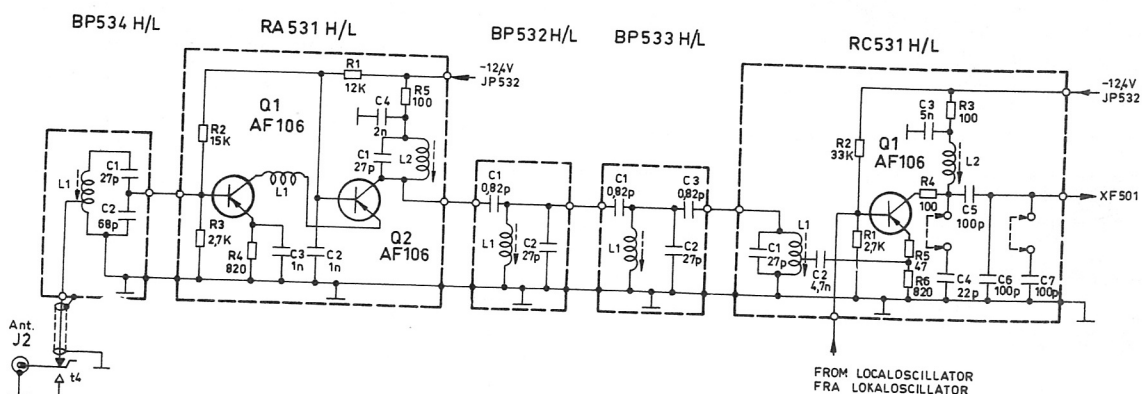 BP534 H/L
RA531 H/L
BP532H/L
BP533 H/L
RC531 H/L
L1
C1
27p
C2
68p
Ant.
J2
t4
R1
12K
-12,4V
JP532
R5
100
C4
2n
Q1
AF106
R2
15K
C1
27p
L2
L1
R3
2,7K
R4
820
C3
1n
C2
1n
Q2
AF106
C1
0,82p
L1
C2
27p
C1
0,82p
C3
0,82p
L1
C2
27p
-12,4V
JP532
C3
5n
R3
100
R2
33K
Q1
AF106
L2
R4
100
C5
100p
XF501
C1
27p
L1
C2
4,7n
R1
2,7K
R5
47
R6
820
C4
22p
C6
100p
C7
100p
FROM LOCALOSCILLATOR
FRA LOKALOSCILLATOR